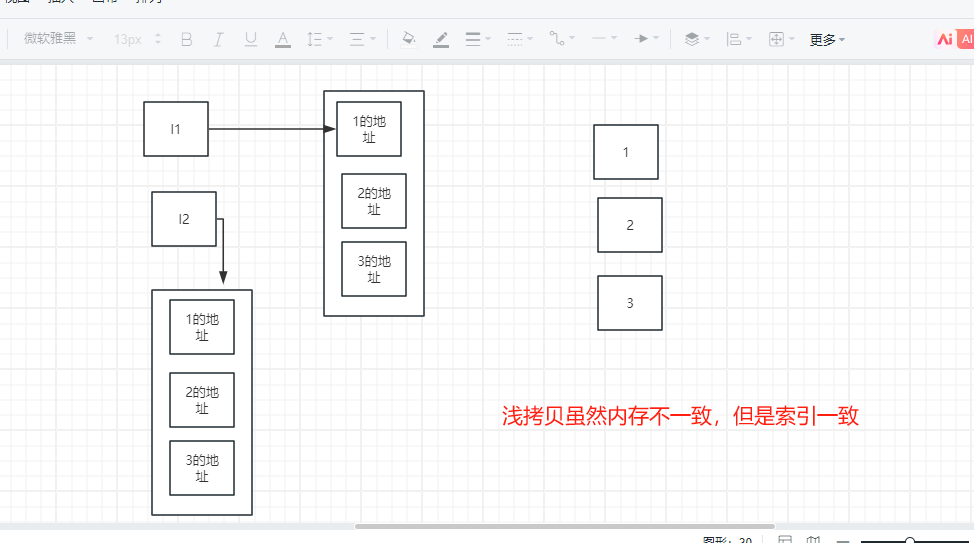 微软雅黑
13px
更多
AI
l1
1的地
址
2的地
址
3的地
址
l2
1的地
址
2的地
址
3的地
址
1
2
3
浅拷贝虽然内存不一致，但是索引一致
图形：30